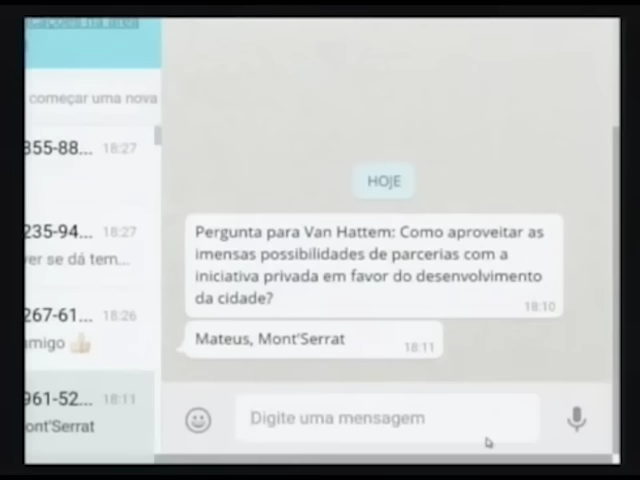 começar uma nova
355-88... 18:27
235-94... 18:27
ver se dá tem...
267-61... 18:26
amigo
961-52... 18:11
ont'Serrat
HOJE
Pergunta para Van Hattem: Como aproveitar as
imensas possibilidades de parcerias com a
iniciativa privada em favor do desenvolvimento
da cidade?
18:10
Mateus, Mont'Serrat
18:11
Digite uma mensagem